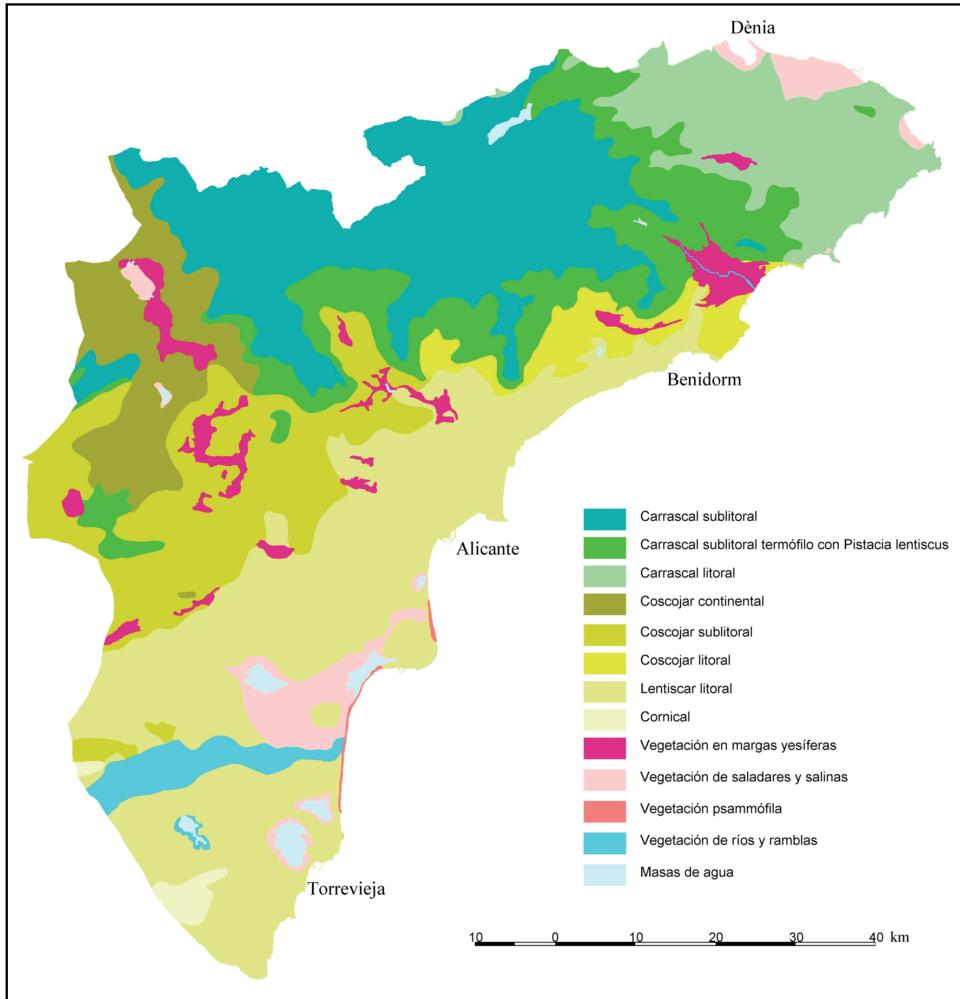 Dènia
Benidorm
Alicante
Torrevieja
Carrascal sublitoral
Carrascal sublitoral termófilo con Pistacia lentiscus
Carrascal litoral
Coscojar continental
Coscojar sublitoral
Coscojar litoral
Lentiscar litoral
Cornical
Vegetación en margas yesíferas
Vegetación de saladares y salinas
Vegetación psammófila
Vegetación de ríos y ramblas
Masas de agua
10 0 10 20 30 40 km